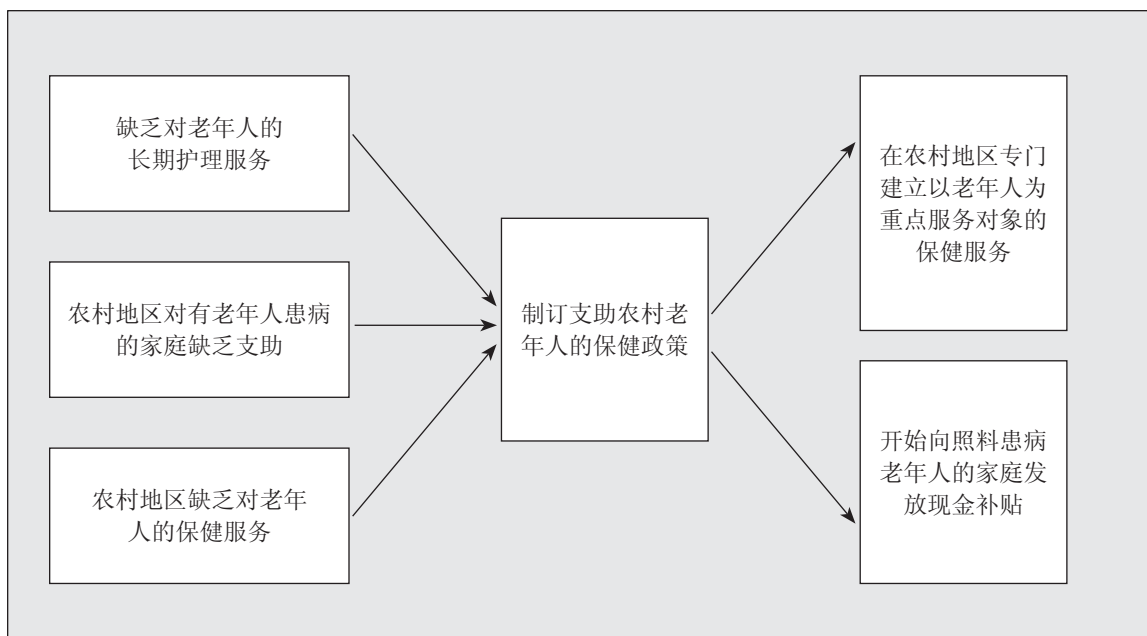 缺乏对老年人的
长期护理服务
农村地区对有老年人患病
的家庭缺乏支助
农村地区缺乏对老年
人的保健服务
制订支助农村老
年人的保健政策
在农村地区专门
建立以老年人为
重点服务对象的
保健服务
开始向照料患病
老年人的家庭发
放现金补贴